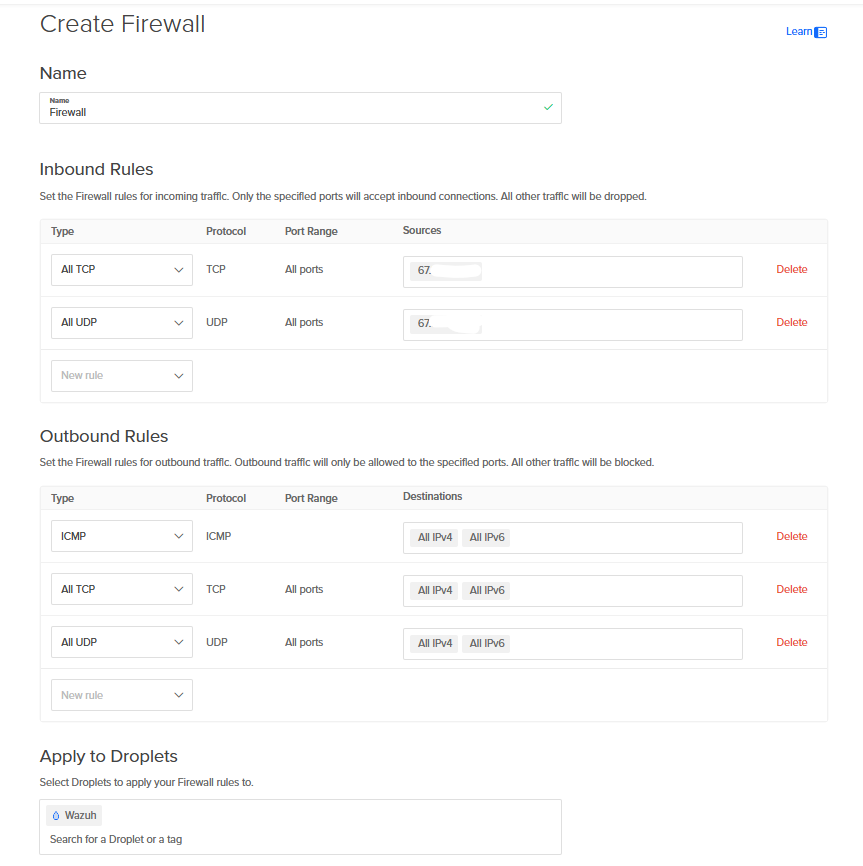 Create Firewall
Learn
Name
Name
Firewall
Inbound Rules
Set the Firewall rules for incoming traffic. Only the specified ports will accept inbound connections. All other traffic will be dropped.
Type Protocol Port Range Sources
All TCP TCP All ports 67. Delete
All UDP UDP All ports 67. Delete
New rule
Outbound Rules
Set the Firewall rules for outbound traffic. Outbound traffic will only be allowed to the specified ports. All other traffic will be blocked.
Type Protocol Port Range Destinations
ICMP ICMP All IPv4 All IPv6 Delete
All TCP TCP All ports All IPv4 All IPv6 Delete
All UDP UDP All ports All IPv4 All IPv6 Delete
New rule
Apply to Droplets
Select Droplets to apply your Firewall rules to.
Wazuh
Search for a Droplet or a tag